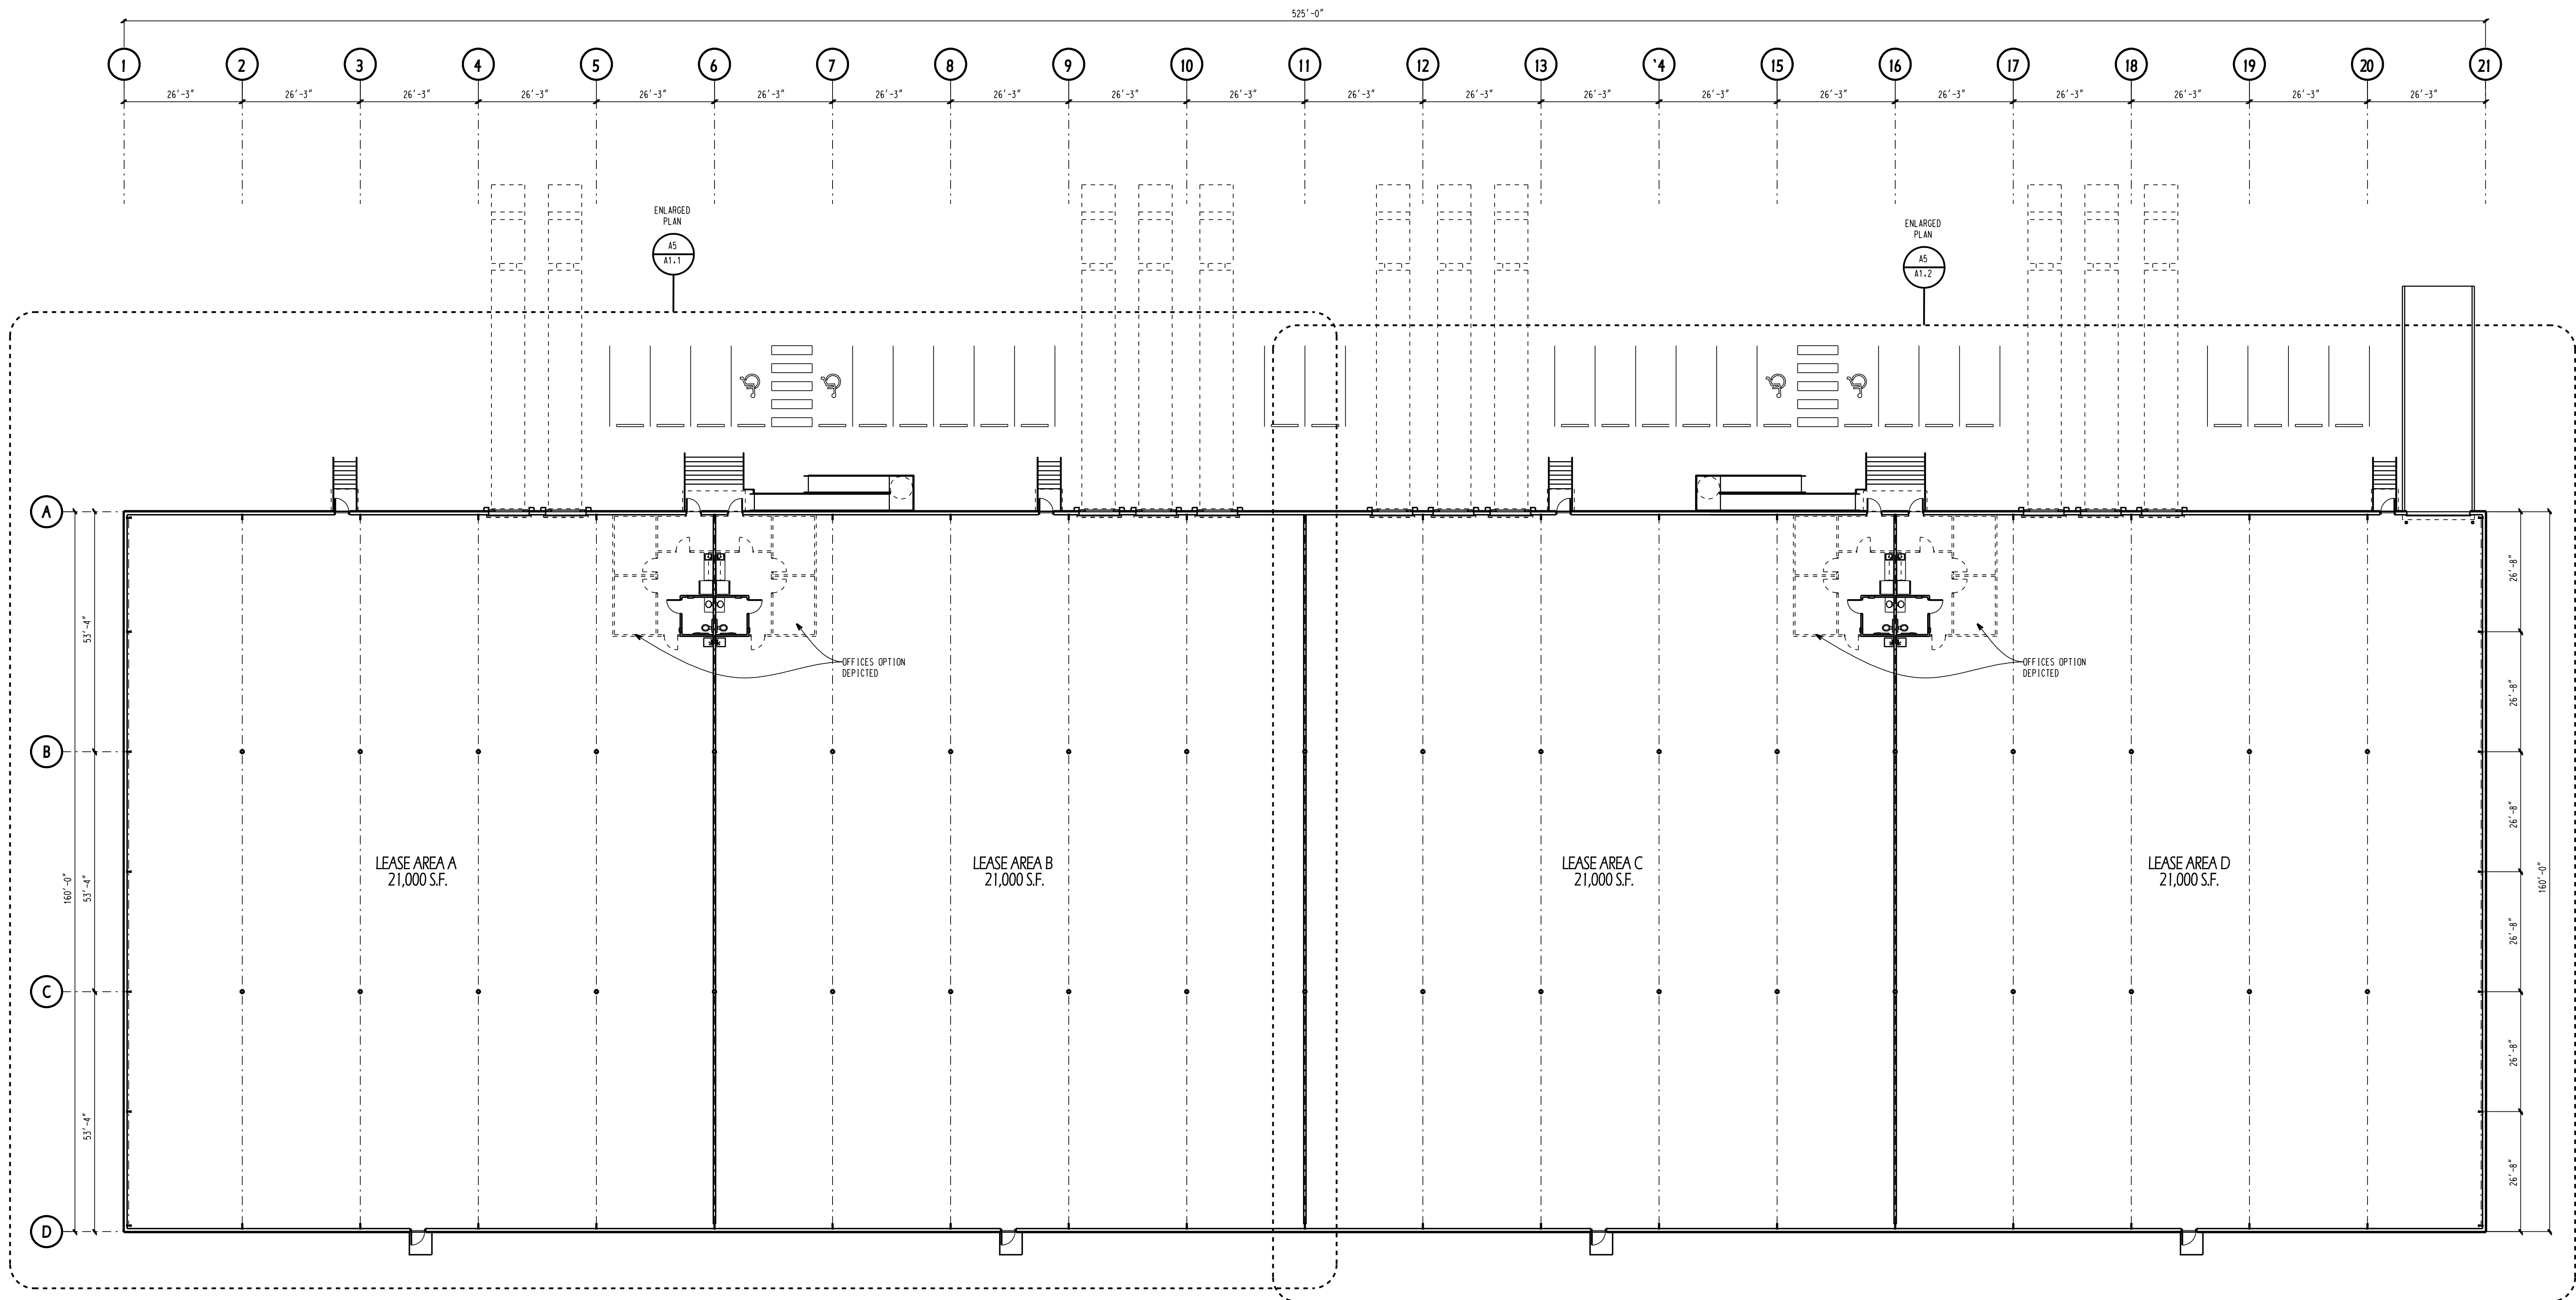 525'-0"
1 2 3 4 5 6 7 8 9 10 11 12 13 '4 15 16 17 18 19 20 21
26'-3" 26'-3" 26'-3" 26'-3" 26'-3" 26'-3" 26'-3" 26'-3" 26'-3" 26'-3" 26'-3" 26'-3" 26'-3" 26'-3" 26'-3" 26'-3" 26'-3" 26'-3" 26'-3" 26'-3"
ENLARGED
PLAN
A5
A1.1
ENLARGED
PLAN
A5
A1.2
A
B
C
D
53'-4"
53'-4"
53'-4"
160'-0"
OFFICES OPTION
DEPICTED
OFFICES OPTION
DEPICTED
LEASE AREA A
21,000 S.F.
LEASE AREA B
21,000 S.F.
LEASE AREA C
21,000 S.F.
LEASE AREA D
21,000 S.F.
26'-8"
26'-8"
26'-8"
26'-8"
26'-8"
26'-8"
160'-0"